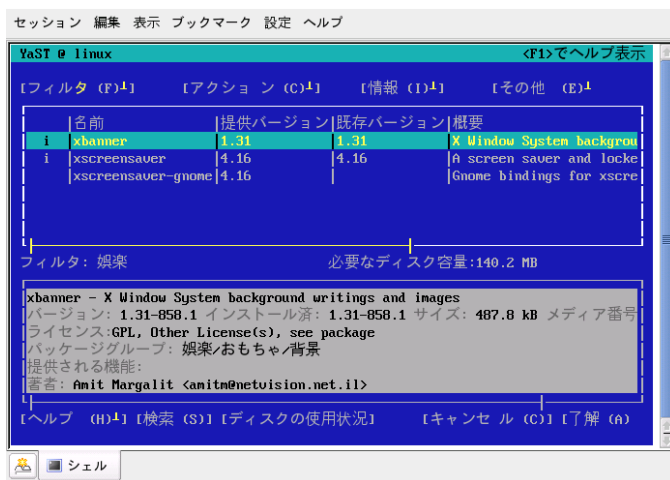 セッション 編集 表示 ブックマーク 設定 ヘルプ
YaST @ linux <F1>でヘルプ表示
[フィルタ (F)┘] [アクショ ン (C)┘] [情報 (I)┘] [その他 (E)┘
|名前 |提供バージョン|既存バージョン|概要
i |xbanner |1.31 |1.31 |X Window System backgrou
i |xscreensaver |4.16 |4.16 |A screen saver and locke
|xscreensaver-gnome|4.16 | |Gnome bindings for xscre
フィルタ: 娯楽 必要なディスク容量:140.2 MB
xbanner - X Window System background writings and images
バージョン: 1.31-858.1 インストール済: 1.31-858.1 サイズ: 487.8 kB メディア番号
ライセンス:GPL, Other License(s), see package
パッケージグループ: 娯楽/おもちゃ/背景
提供される機能:
著者: Amit Margalit <amitm@netvision.net.il>
[ヘルプ (H)┘] [検索 (S)] [ディスクの使用状況] [キャンセ ル (C)] [了解 (A)
シェル